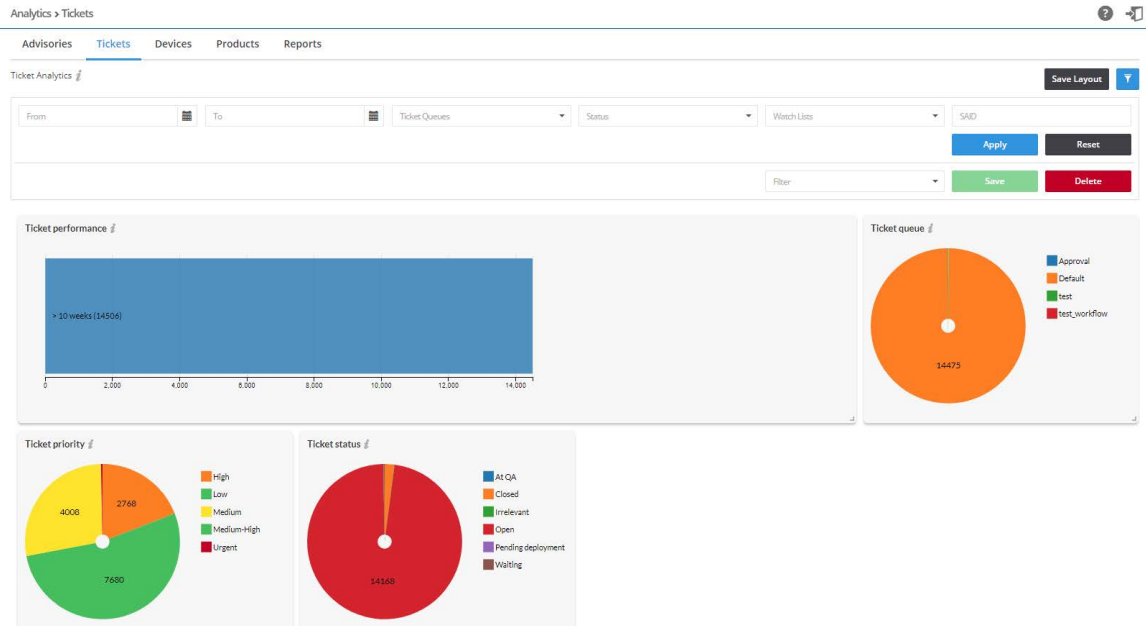 Analytics > Tickets
Advisories Tickets Devices Products Reports
Ticket Analytics
Save Layout
From To Ticket Queues Status Watch Lists SAID
Apply Reset
Filter Save Delete
Ticket performance
> 10 weeks (14506)
0 2,000 4,000 6,000 8,000 10,000 12,000 14,000
Ticket queue
14475
Approval
Default
test
test_workflow
Ticket priority
2768
4008
7680
High
Low
Medium
Medium-High
Urgent
Ticket status
14168
At QA
Closed
Irrelevant
Open
Pending deployment
Waiting